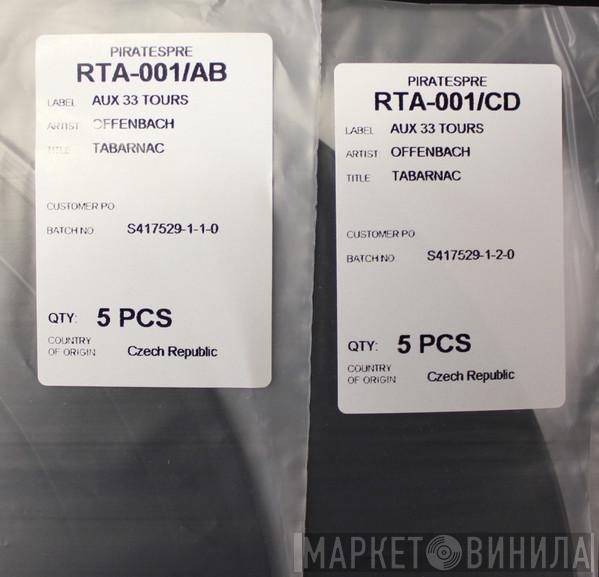 PIRATESPRE
RTA-001/AB
LABEL AUX 33 TOURS
ARTIST OFFENBACH
TITLE TABARNAC
CUSTOMER PO
BATCH NO S417529-1-1-0
QTY: 5 PCS
COUNTRY
OF ORIGIN Czech Republic
PIRATESPRE
RTA-001/CD
LABEL AUX 33 TOURS
ARTIST OFFENBACH
TITLE TABARNAC
CUSTOMER PO
BATCH NO S417529-1-2-0
QTY: 5 PCS
COUNTRY
OF ORIGIN Czech Republic
МАРКЕТ ВИНИЛА